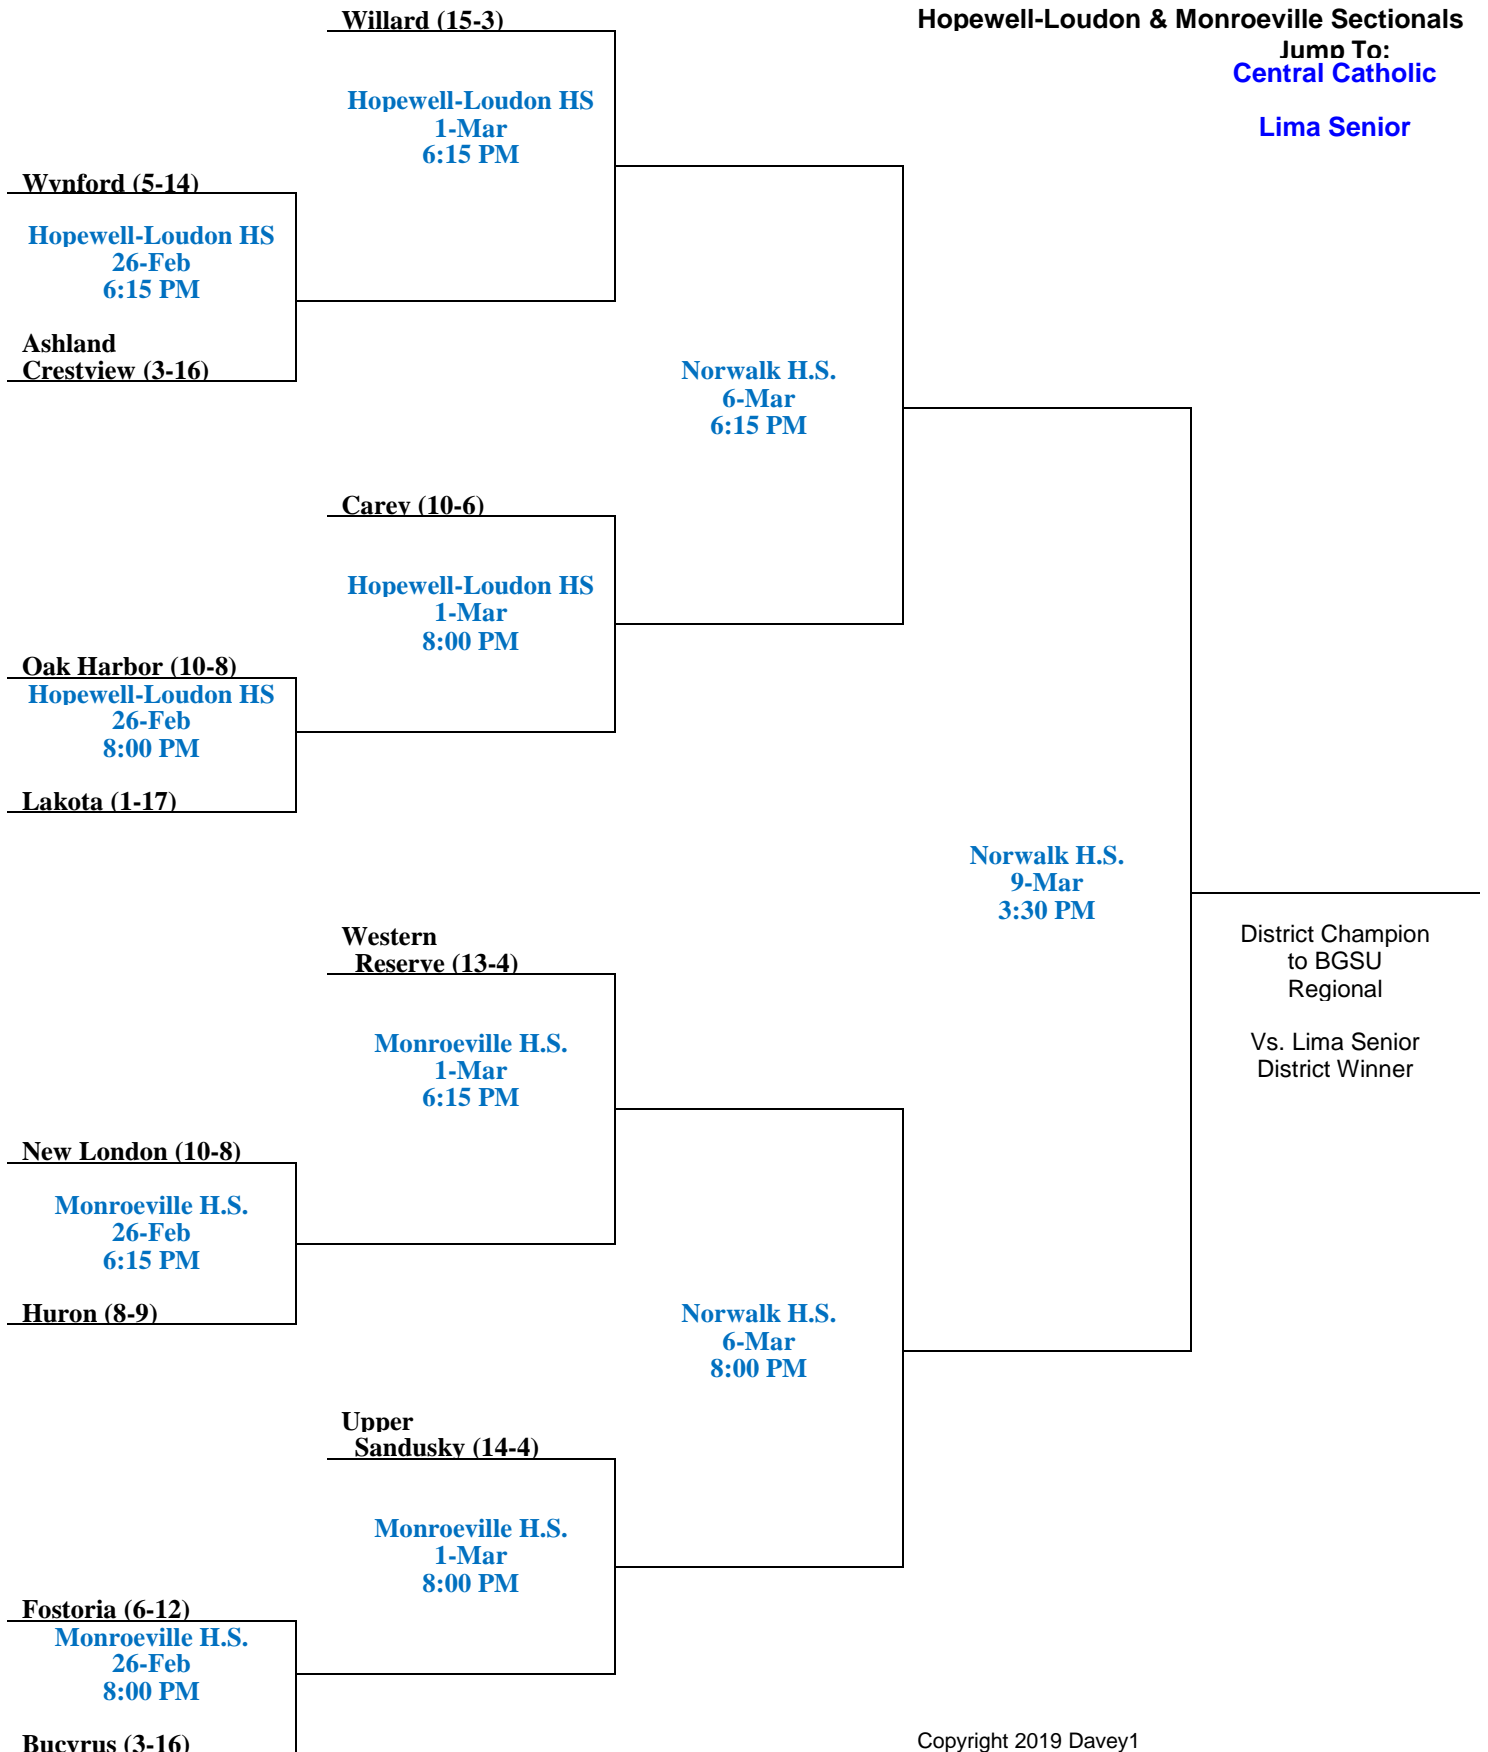 Willard (15-3)
Hopewell-Loudon & Monroeville Sectionals
Jump To:
Central Catholic
Lima Senior
Hopewell-Loudon HS
1-Mar
6:15 PM
Wynford (5-14)
Hopewell-Loudon HS
26-Feb
6:15 PM
Ashland
Crestview (3-16)
Norwalk H.S.
6-Mar
6:15 PM
Carey (10-6)
Hopewell-Loudon HS
1-Mar
8:00 PM
Oak Harbor (10-8)
Hopewell-Loudon HS
26-Feb
8:00 PM
Lakota (1-17)
Norwalk H.S.
9-Mar
3:30 PM
District Champion
to BGSU
Regional
Vs. Lima Senior
District Winner
Western
Reserve (13-4)
Monroeville H.S.
1-Mar
6:15 PM
New London (10-8)
Monroeville H.S.
26-Feb
6:15 PM
Huron (8-9)
Norwalk H.S.
6-Mar
8:00 PM
Upper
Sandusky (14-4)
Monroeville H.S.
1-Mar
8:00 PM
Fostoria (6-12)
Monroeville H.S.
26-Feb
8:00 PM
Bucyrus (3-16)
Copyright 2019 Davey1